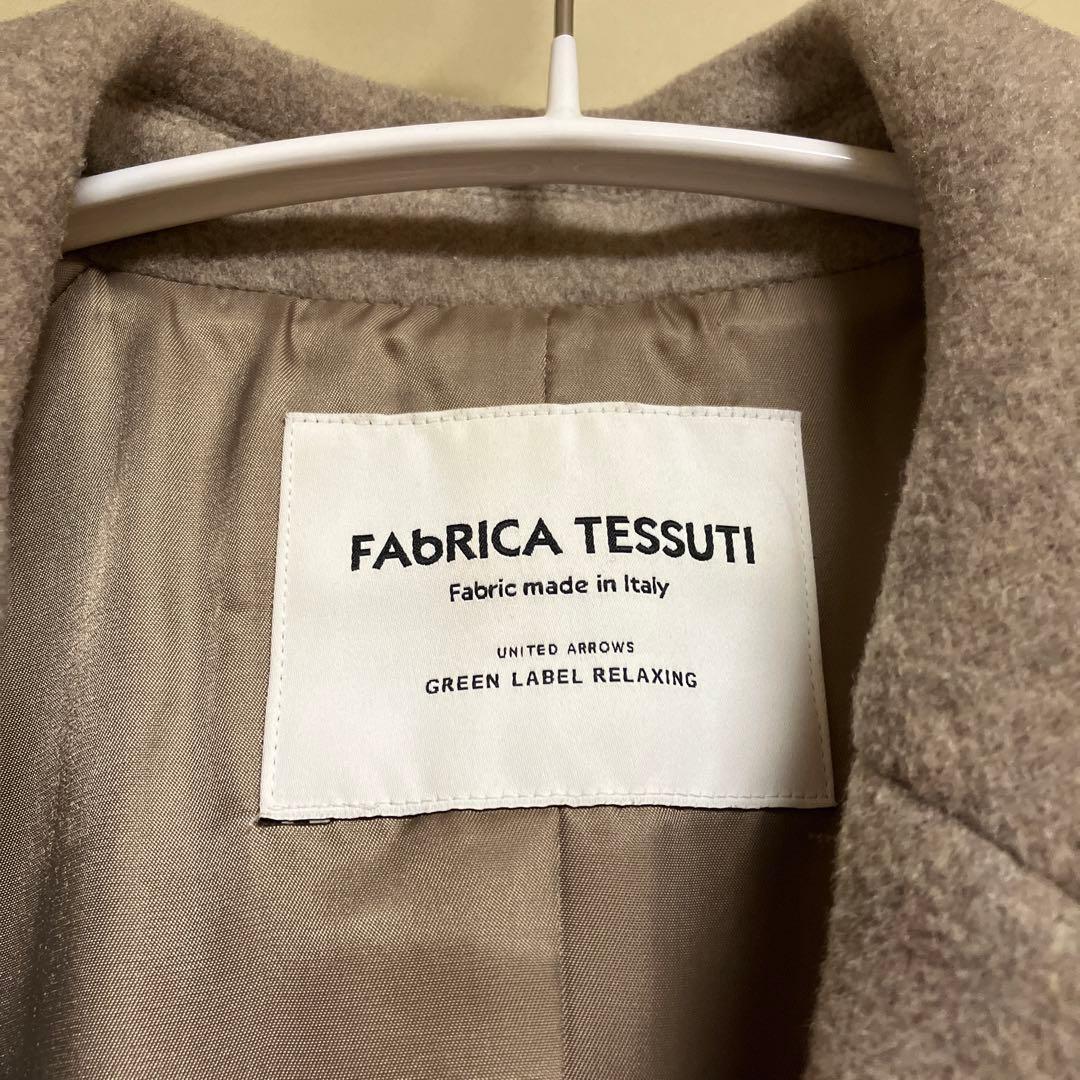 FAbRICA TESSUTI
Fabric made in Italy
UNITED ARROWS
GREEN LABEL RELAXING